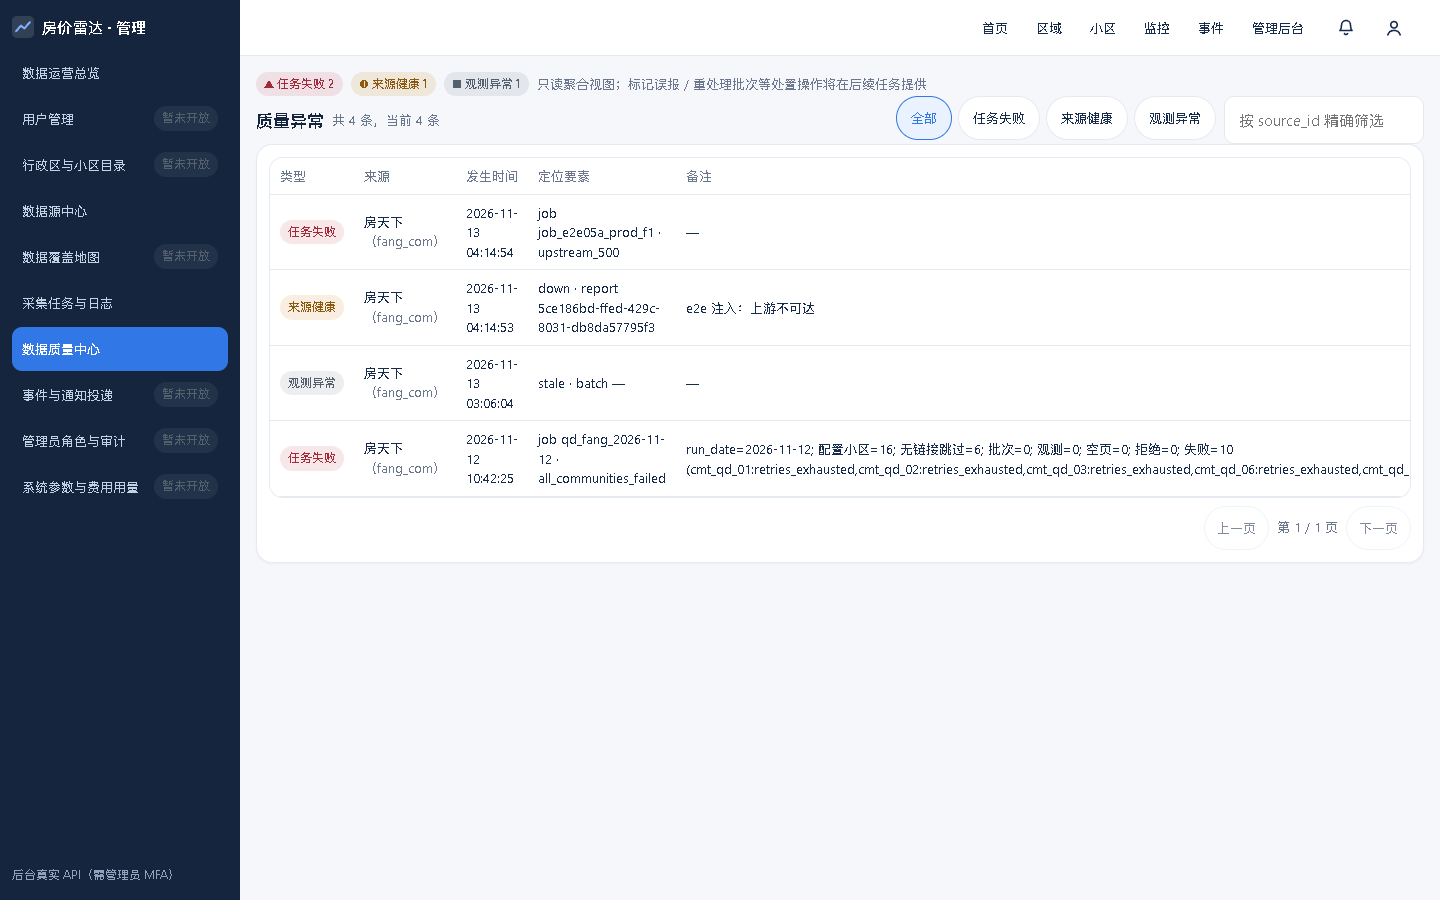 房价雷达 · 管理
首页 区域 小区 监控 事件 管理后台
数据运营总览
用户管理 暂未开放
行政区与小区目录 暂未开放
数据源中心
数据覆盖地图 暂未开放
采集任务与日志
数据质量中心
事件与通知投递 暂未开放
管理员角色与审计 暂未开放
系统参数与费用用量 暂未开放
后台真实 API（需管理员 MFA）
任务失败 2 来源健康 1 观测异常 1 只读聚合视图；标记误报 / 重处理批次等处置操作将在后续任务提供
质量异常 共 4 条，当前 4 条
全部 任务失败 来源健康 观测异常 按 source_id 精确筛选
类型 来源 发生时间 定位要素 备注
任务失败
房天下
（fang_com）
2026-11-
13
04:14:54
job
job_e2e05a_prod_f1 ·
upstream_500
—
来源健康
房天下
（fang_com）
2026-11-
13
04:14:53
down · report
5ce186bd-ffed-429c-
8031-db8da57795f3
e2e 注入：上游不可达
观测异常
房天下
（fang_com）
2026-11-
13
03:06:04
stale · batch —
—
任务失败
房天下
（fang_com）
2026-11-
12
10:42:25
job qd_fang_2026-11-
12 ·
all_communities_failed
run_date=2026-11-12; 配置小区=16; 无链接跳过=6; 批次=0; 观测=0; 空页=0; 拒绝=0; 失败=10
(cmt_qd_01:retries_exhausted,cmt_qd_02:retries_exhausted,cmt_qd_03:retries_exhausted,cmt_qd_06:retries_exhausted,cmt_qd_
上一页 第 1 / 1 页 下一页